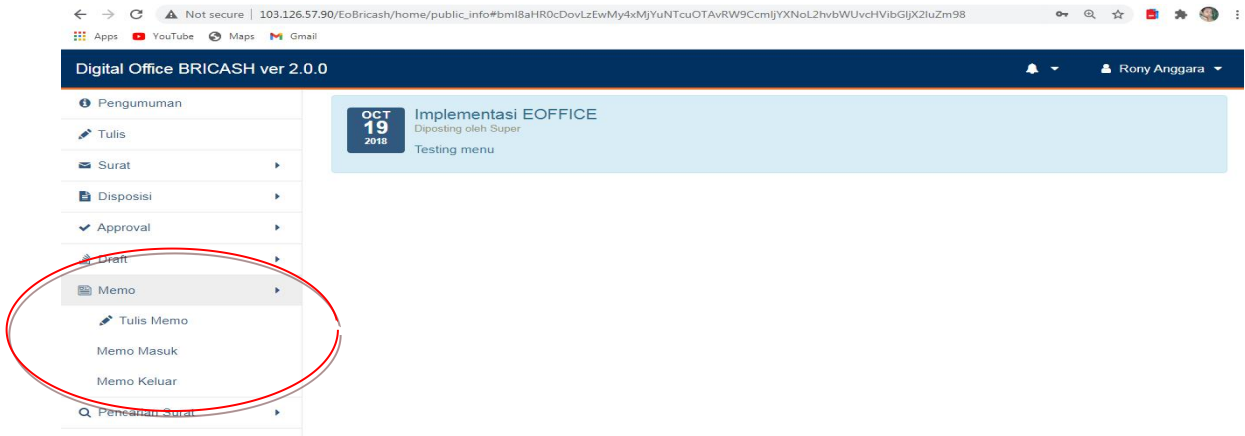 Not secure | 103.126.57.90/EoBricash/home/public_info#bml8aHR0cDovLzEwMy4xMjYuNTcuOTAvRW9CcmljYXNoL2hvbWUvcHVibGljX2luZm98
Apps YouTube Maps Gmail
Digital Office BRICASH ver 2.0.0
Rony Anggara
Pengumuman
OCT
19
2018
Implementasi EOFFICE
Diposting oleh Super
Testing menu
Tulis
Surat
Disposisi
Approval
Draft
Memo
Tulis Memo
Memo Masuk
Memo Keluar
Pencarian Surat